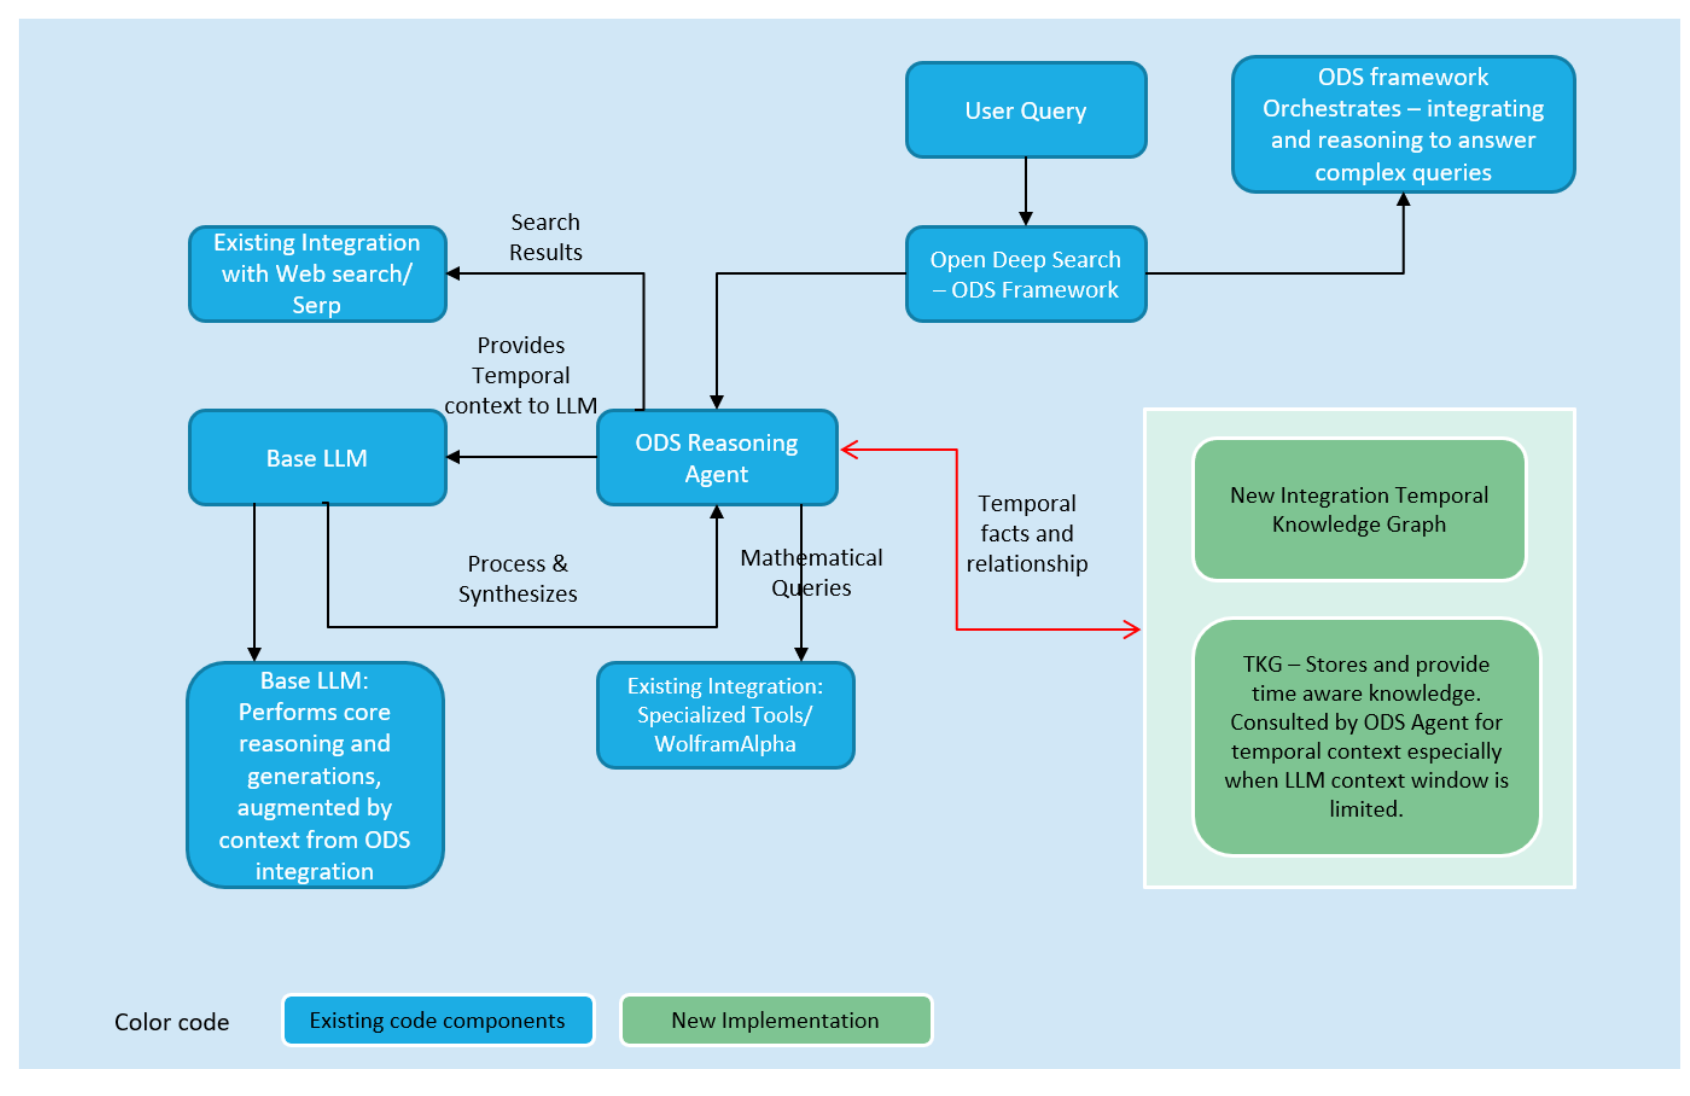 User Query
ODS framework
Orchestrates – integrating
and reasoning to answer
complex queries
Search
Results
Existing Integration
with Web search/
Serp
Open Deep Search
– ODS Framework
Provides
Temporal
context to LLM
Base LLM
ODS Reasoning
Agent
Temporal
facts and
relationship
New Integration Temporal
Knowledge Graph
Process &
Synthesizes
Mathematical
Queries
Base LLM:
Performs core
reasoning and
generations,
augmented by
context from ODS
integration
Existing Integration:
Specialized Tools/
WolframAlpha
TKG – Stores and provide
time aware knowledge.
Consulted by ODS Agent for
temporal context especially
when LLM context window is
limited.
Color code
Existing code components
New Implementation